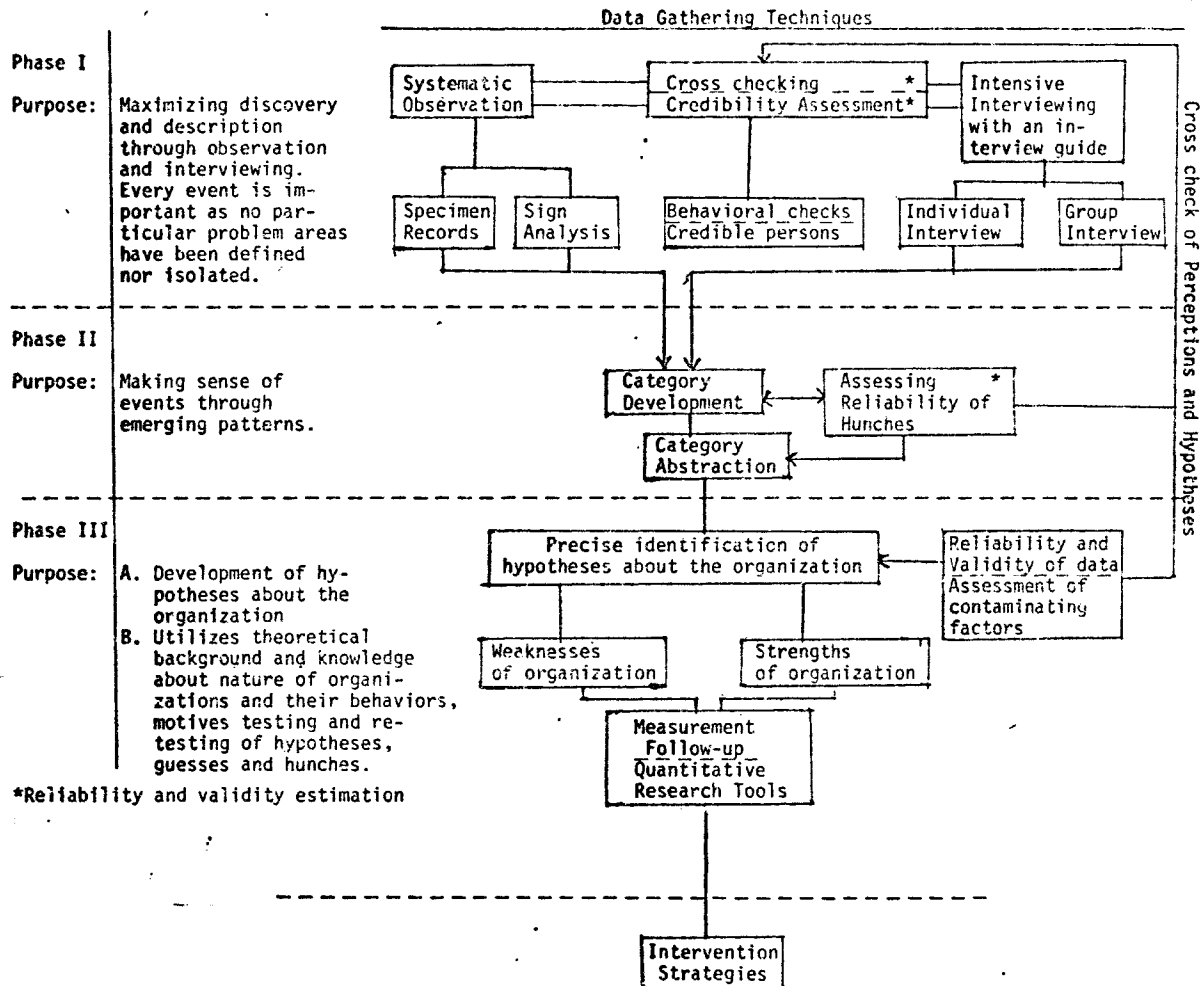 Data Gathering Techniques
Phase I
Purpose:
Maximizing discovery
and description
through observation
and interviewing.
Every event is im-
portant as no par-
ticular problem areas
have been defined
nor isolated.
Systematic
Observation
Cross checking *
Credibility Assessment*
Intensive
Interviewing
with an in-
terview guide
Specimen
Records
Sign
Analysis
Behavioral checks
Credible persons
Individual
Interview
Group
Interview
Cross check of Perceptions and Hypotheses
Phase II
Purpose:
Making sense of
events through
emerging patterns.
Category
Development
Assessing *
Reliability of
Hunches
Category
Abstraction
Phase III
Purpose:
A. Development of hy-
potheses about the
organization
B. Utilizes theoretical
background and knowledge
about nature of organi-
zations and their behaviors,
motives testing and re-
testing of hypotheses,
guesses and hunches.
Precise identification of
hypotheses about the organization
Reliability and
Validity of data
Assessment of
contaminating
factors
Weaknesses
of organization
Strengths
of organization
Measurement
Follow-up
Quantitative
Research Tools
*Reliability and validity estimation
Intervention
Strategies